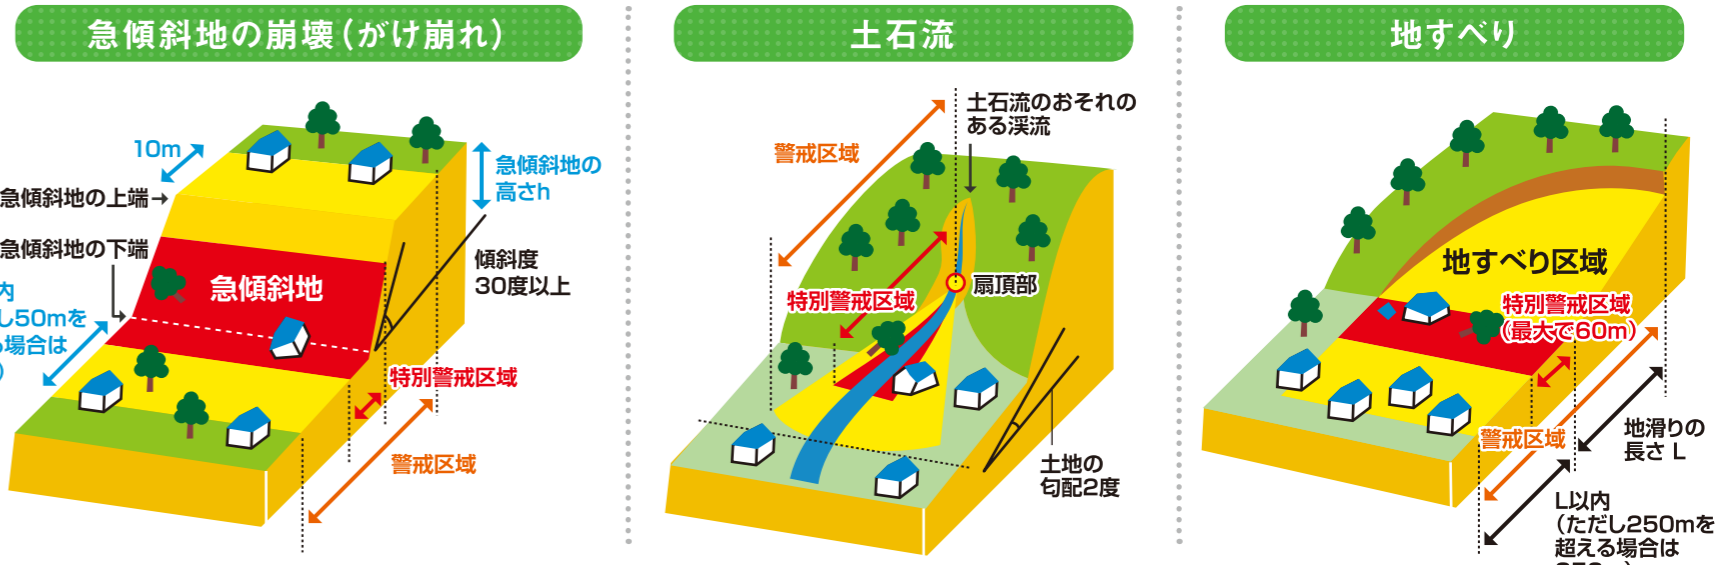 急傾斜地の崩壊(がけ崩れ)
10m
急傾斜地の上端→
急傾斜地の下端
急傾斜地の
高さh
傾斜度
30度以上
急傾斜地
内
し50mを
場合は
特別警戒区域
警戒区域
土石流
土石流のおそれの
ある渓流
警戒区域
特別警戒区域
扇頂部
土地の
勾配2度
地すべり
地すべり区域
特別警戒区域
(最大で60m)
警戒区域
地滑りの
長さ L
L以内
(ただし250mを
超える場合は